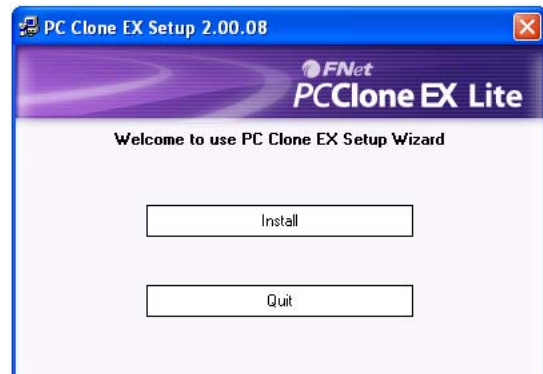 PC Clone EX Setup 2.00.08
FNet
PCClone EX Lite
Welcome to use PC Clone EX Setup Wizard
Install
Quit